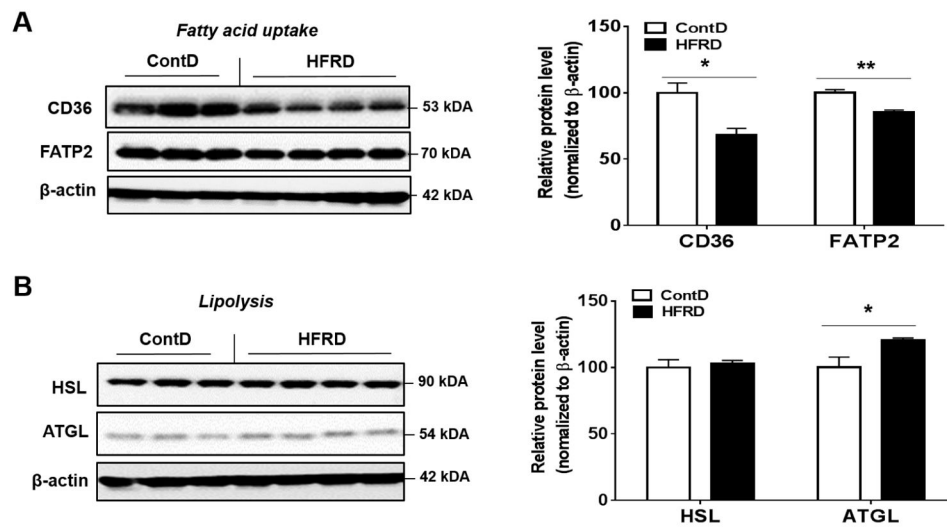 A
Fatty acid uptake
ContD HFRD
CD36 53 kDA
FATP2 70 kDA
β-actin 42 kDA
Relative protein level
(normalized to β-actin)
150
100
50
0
ContD
HFRD
*
**
CD36 FATP2
B
Lipolysis
ContD HFRD
HSL 90 kDA
ATGL 54 kDA
β-actin 42 kDA
Relative protein level
(nomalized to β-actin)
150
100
50
0
ContD
HFRD
*
HSL ATGL